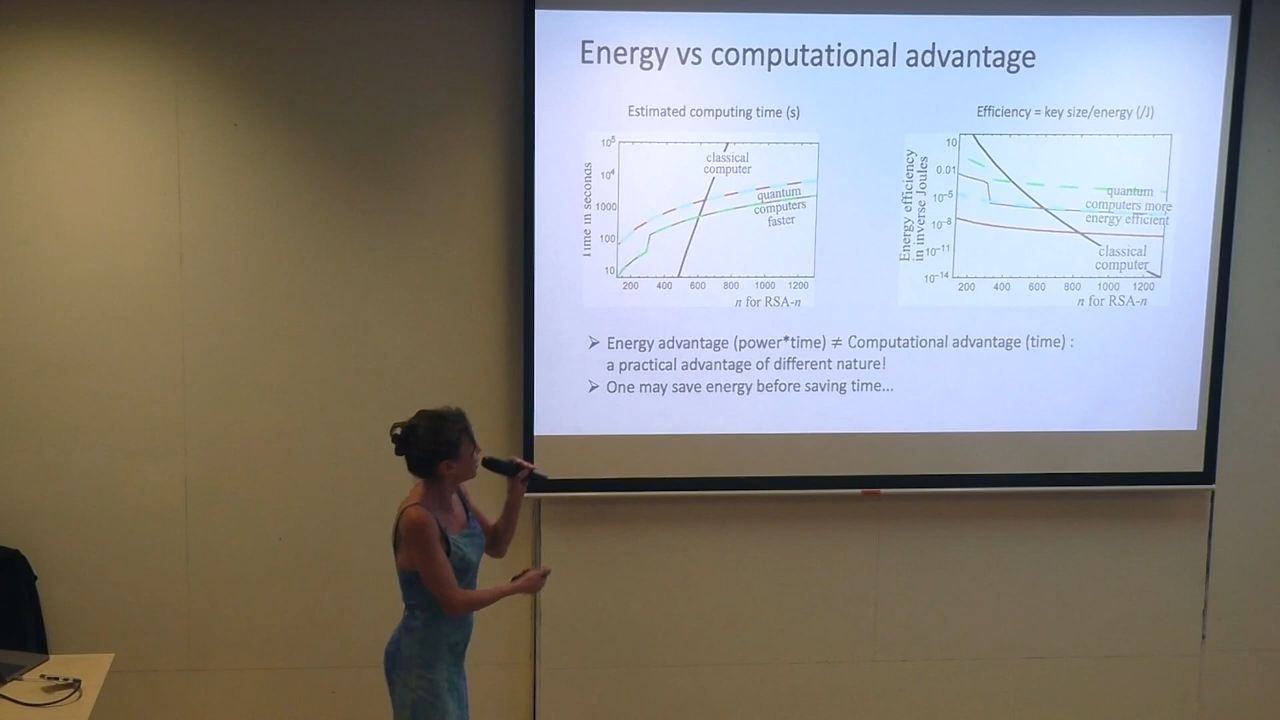 Energy vs computational advantage
Estimated computing time (s)
Time in seconds
10⁵
10⁴
1000
100
10
classical
computer
quantum
computers
faster
200 400 600 800 1000 1200
n for RSA-n
Efficiency = key size/energy (/J)
Energy efficiency
in inverse Joules
10
0.01
10⁻⁵
10⁻⁸
10⁻¹¹
10⁻¹⁴
quantum
computers more
energy efficient
classical
computer
200 400 600 800 1000 1200
n for RSA-n
➢ Energy advantage (power*time) ≠ Computational advantage (time) :
a practical advantage of different nature!
➢ One may save energy before saving time...